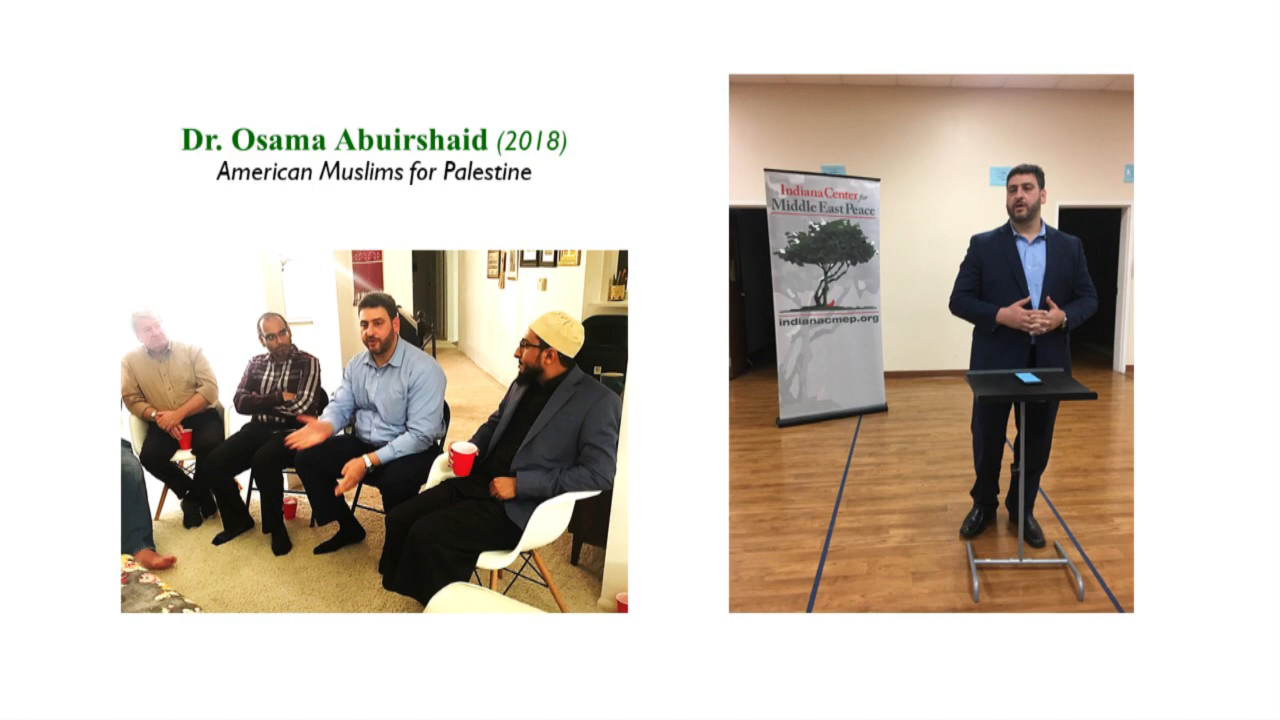 Dr. Osama Abuirshaid (2018)
American Muslims for Palestine
Indiana Center for
Middle East Peace
indianacmep.org